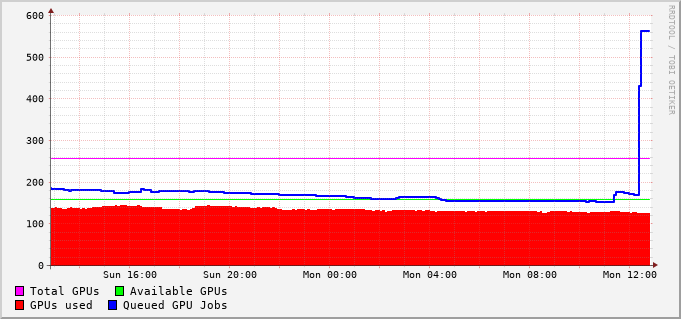 600
500
400
300
200
100
0
Sun 16:00 Sun 20:00 Mon 00:00 Mon 04:00 Mon 08:00 Mon 12:00
Total GPUs Available GPUs
GPUs used Queued GPU Jobs
RRDTOOL / TOBI OETIKER